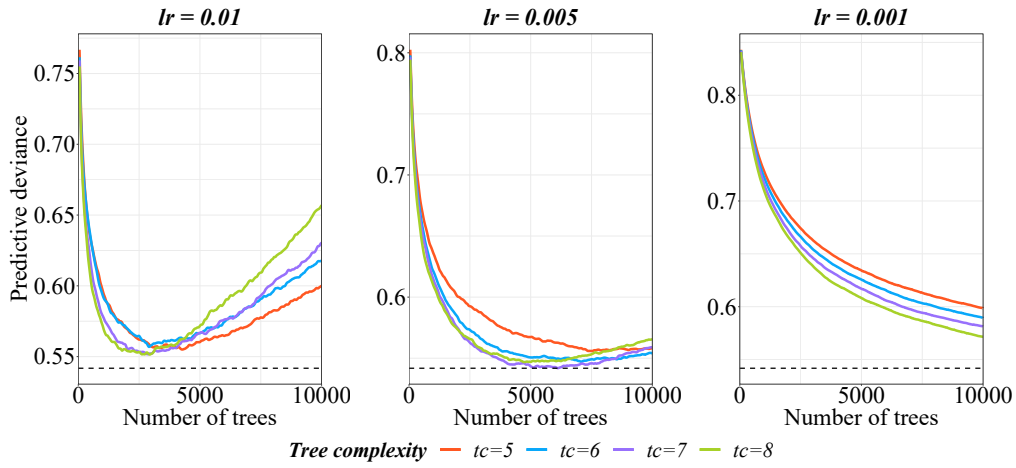 lr = 0.01
lr = 0.005
lr = 0.001
Predictive deviance
0.75
0.70
0.65
0.60
0.55
0.8
0.7
0.6
0.8
0.7
0.6
0 5000 10000
0 5000 10000
0 5000 10000
Number of trees
Number of trees
Number of trees
Tree complexity tc=5 tc=6 tc=7 tc=8